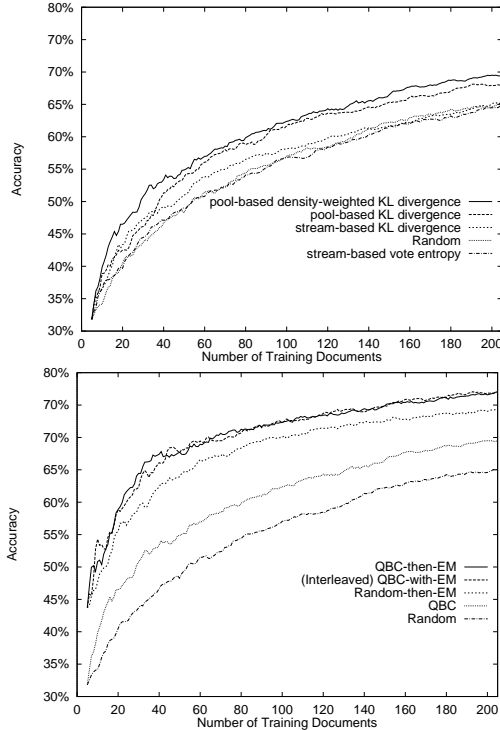 80%
70%
65%
60%
55%
50%
45%
40%
35%
30%
Accuracy
pool-based density-weighted KL divergence
pool-based KL divergence
stream-based KL divergence
Random
stream-based vote entropy
0 20 40 60 80 100 120 140 160 180 200
Number of Training Documents
80%
75%
70%
65%
60%
55%
50%
45%
40%
35%
30%
Accuracy
QBC-then-EM
(Interleaved) QBC-with-EM
Random-then-EM
QBC
Random
0 20 40 60 80 100 120 140 160 180 200
Number of Training Documents